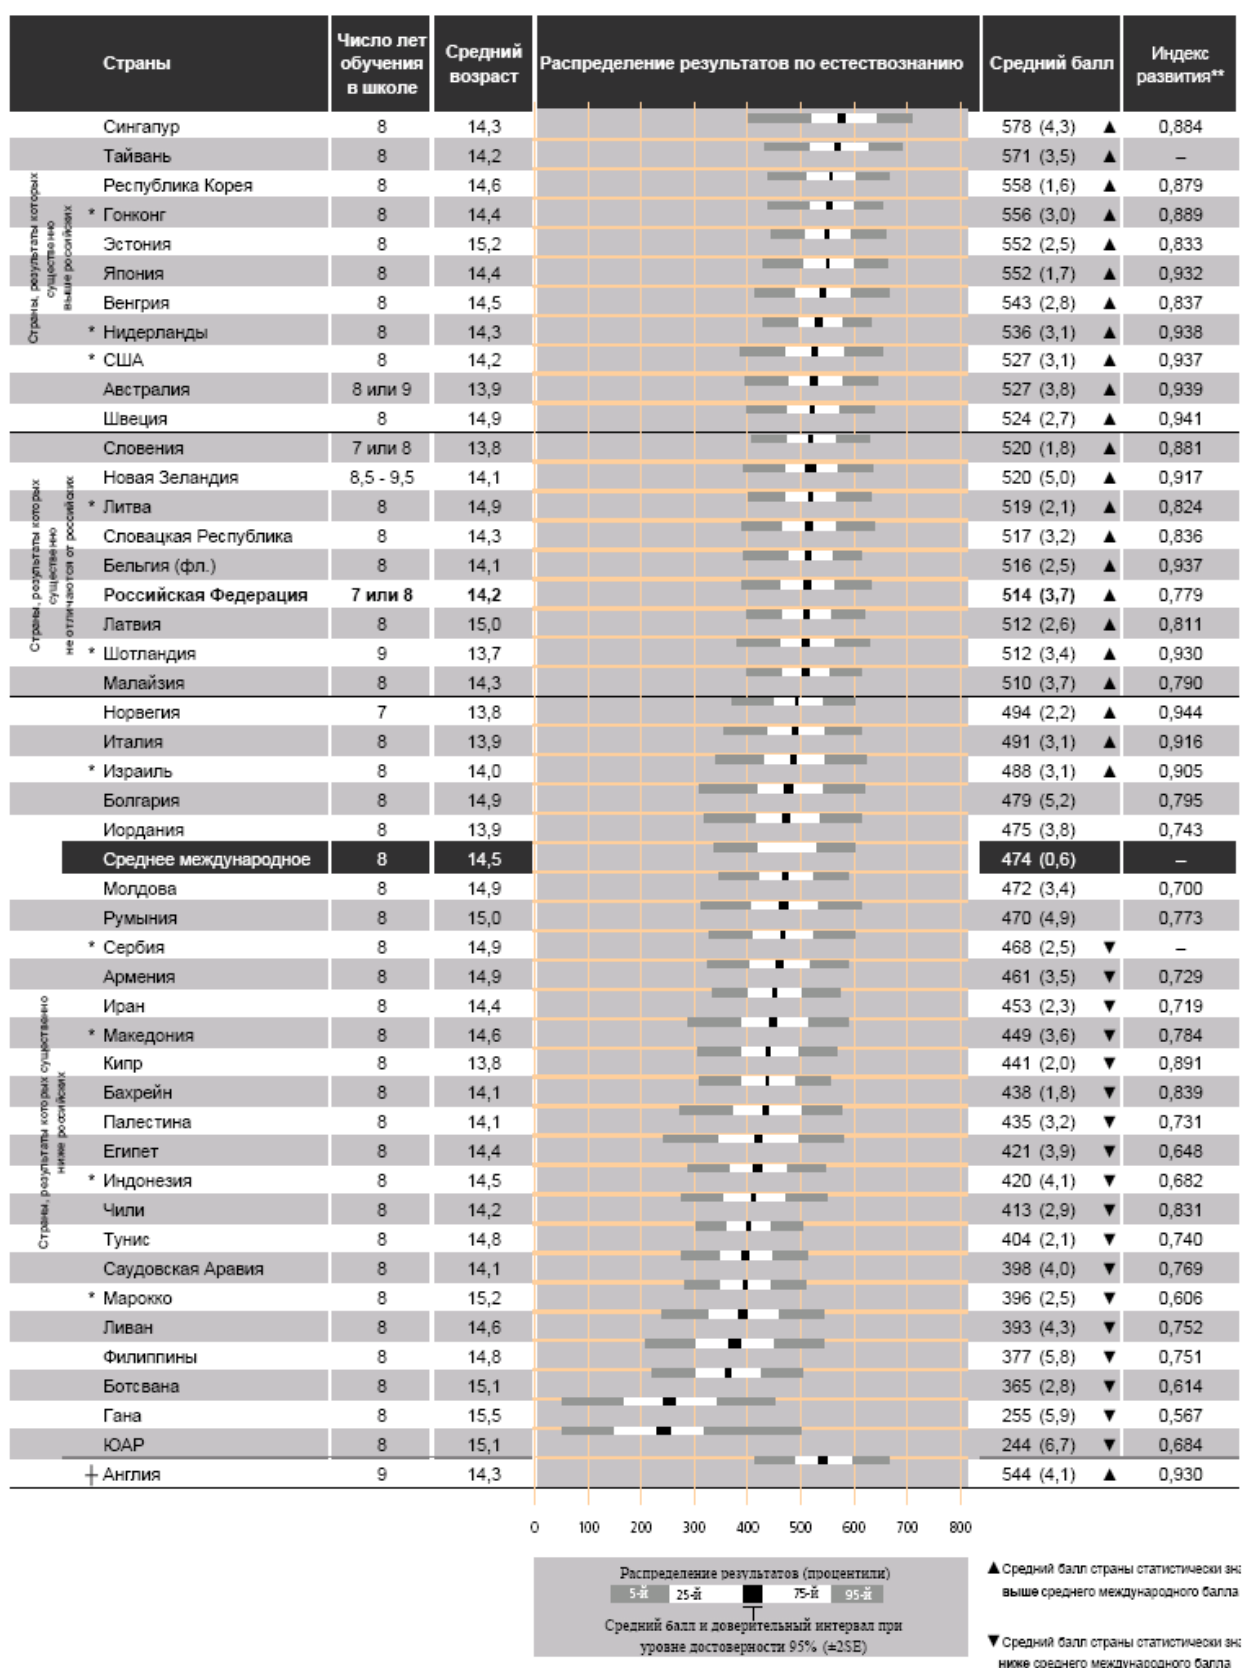 Страны Число лет обучения в школе Средний возраст Распределение результатов по естествознанию Средний балл Индекс развития**
Страны, результаты которых существенно выше российских
Сингапур 8 14,3 578 (4,3) ▲ 0,884
Тайвань 8 14,2 571 (3,5) ▲ –
Республика Корея 8 14,6 558 (1,6) ▲ 0,879
* Гонконг 8 14,4 556 (3,0) ▲ 0,889
Эстония 8 15,2 552 (2,5) ▲ 0,833
Япония 8 14,4 552 (1,7) ▲ 0,932
Венгрия 8 14,5 543 (2,8) ▲ 0,837
* Нидерланды 8 14,3 536 (3,1) ▲ 0,938
* США 8 14,2 527 (3,1) ▲ 0,937
Австралия 8 или 9 13,9 527 (3,8) ▲ 0,939
Швеция 8 14,9 524 (2,7) ▲ 0,941
Страны, результаты которых существенно не отличаются от российских
Словения 7 или 8 13,8 520 (1,8) ▲ 0,881
Новая Зеландия 8,5 - 9,5 14,1 520 (5,0) ▲ 0,917
* Литва 8 14,9 519 (2,1) ▲ 0,824
Словацкая Республика 8 14,3 517 (3,2) ▲ 0,836
Бельгия (фл.) 8 14,1 516 (2,5) ▲ 0,937
Российская Федерация 7 или 8 14,2 514 (3,7) ▲ 0,779
Латвия 8 15,0 512 (2,6) ▲ 0,811
* Шотландия 9 13,7 512 (3,4) ▲ 0,930
Малайзия 8 14,3 510 (3,7) ▲ 0,790
Норвегия 7 13,8 494 (2,2) ▲ 0,944
Италия 8 13,9 491 (3,1) ▲ 0,916
* Израиль 8 14,0 488 (3,1) ▲ 0,905
Болгария 8 14,9 479 (5,2) 0,795
Иордания 8 13,9 475 (3,8) 0,743
Среднее международное 8 14,5 474 (0,6) –
Молдова 8 14,9 472 (3,4) 0,700
Румыния 8 15,0 470 (4,9) 0,773
* Сербия 8 14,9 468 (2,5) ▼ –
Армения 8 14,9 461 (3,5) ▼ 0,729
Страны, результаты которых существенно ниже российских
Иран 8 14,4 453 (2,3) ▼ 0,719
* Македония 8 14,6 449 (3,6) ▼ 0,784
Кипр 8 13,8 441 (2,0) ▼ 0,891
Бахрейн 8 14,1 438 (1,8) ▼ 0,839
Палестина 8 14,1 435 (3,2) ▼ 0,731
Египет 8 14,4 421 (3,9) ▼ 0,648
* Индонезия 8 14,5 420 (4,1) ▼ 0,682
Чили 8 14,2 413 (2,9) ▼ 0,831
Тунис 8 14,8 404 (2,1) ▼ 0,740
Саудовская Аравия 8 14,1 398 (4,0) ▼ 0,769
* Марокко 8 15,2 396 (2,5) ▼ 0,606
Ливан 8 14,6 393 (4,3) ▼ 0,752
Филиппины 8 14,8 377 (5,8) ▼ 0,751
Ботсвана 8 15,1 365 (2,8) ▼ 0,614
Гана 8 15,5 255 (5,9) ▼ 0,567
ЮАР 8 15,1 244 (6,7) ▼ 0,684
┼ Англия 9 14,3 544 (4,1) ▲ 0,930
0 100 200 300 400 500 600 700 800
Распределение результатов (процентили)
5-й 25-й 75-й 95-й
Средний балл и доверительный интервал при
уровне достоверности 95% (±2SE)
▲ Средний балл страны статистически зна
выше среднего международного балла
▼ Средний балл страны статистически зна
ниже среднего международного балла